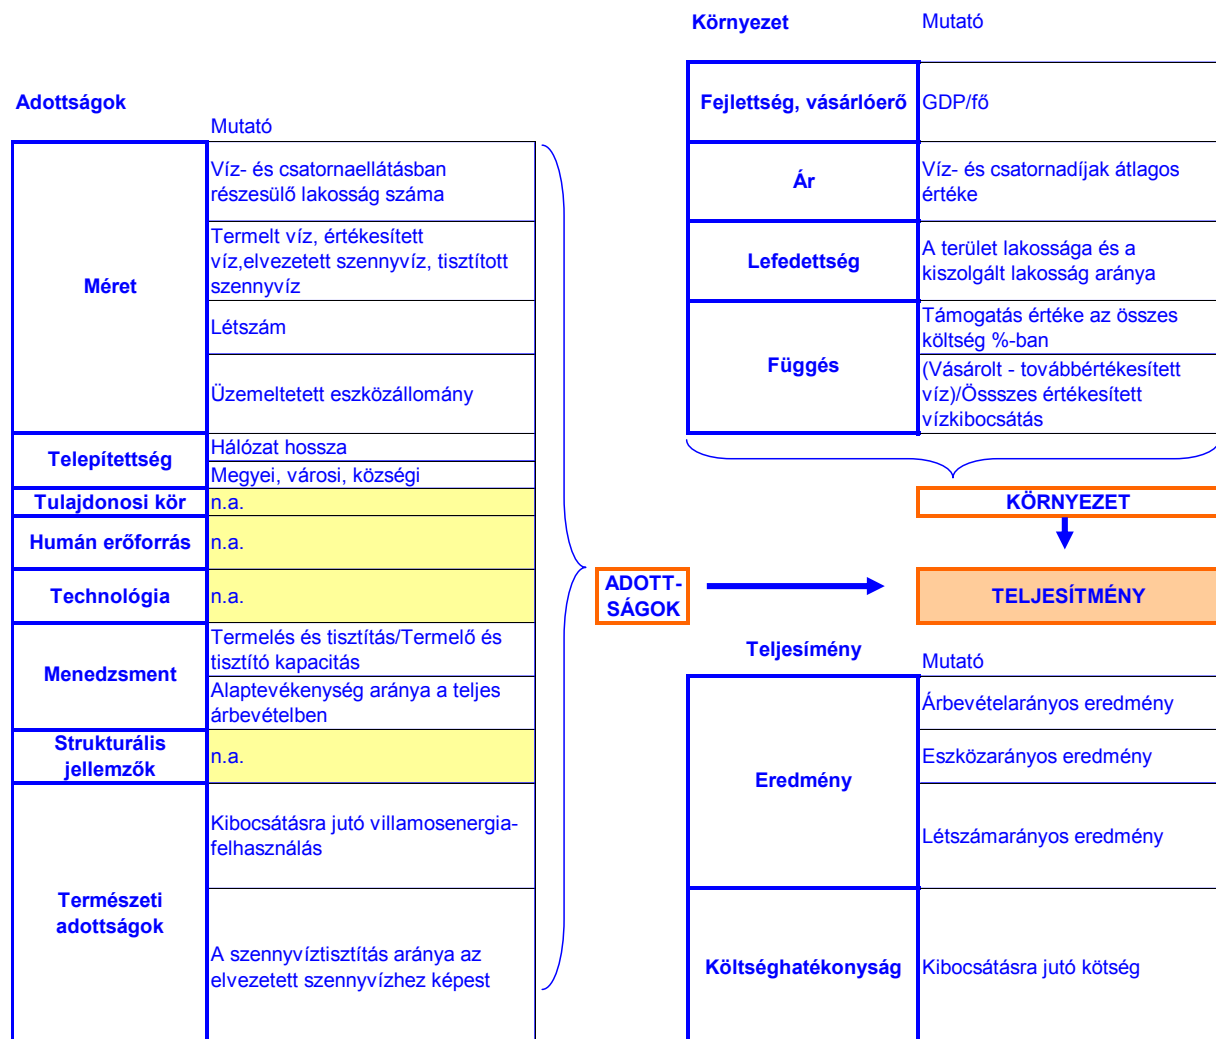 Adottságok
Mutató
Méret
Víz- és csatornaellátásban
részesülő lakosság száma
Termelt víz, értékesített
víz,elvezetett szennyvíz, tisztított
szennyvíz
Létszám
Üzemeltetett eszközállomány
Telepítettség
Hálózat hossza
Megyei, városi, községi
Tulajdonosi kör
n.a.
Humán erőforrás
n.a.
Technológia
n.a.
Menedzsment
Termelés és tisztítás/Termelő és
tisztító kapacitás
Alaptevékenység aránya a teljes
árbevételben
Strukturális
jellemzők
n.a.
Természeti
adottságok
Kibocsátásra jutó villamosenergia-
felhasználás
A szennyvíztisztítás aránya az
elvezetett szennyvízhez képest
ADOTT-
SÁGOK
Környezet
Mutató
Fejlettség, vásárlóerő
GDP/fő
Ár
Víz- és csatornadíjak átlagos
értéke
Lefedettség
A terület lakossága és a
kiszolgált lakosság aránya
Függés
Támogatás értéke az összes
költség %-ban
(Vásárolt - továbbértékesített
víz)/Össszes értékesített
vízkibocsátás
KÖRNYEZET
TELJESÍTMÉNY
Teljesímény
Mutató
Eredmény
Árbevételarányos eredmény
Eszközarányos eredmény
Létszámarányos eredmény
Költséghatékonyság
Kibocsátásra jutó kötség